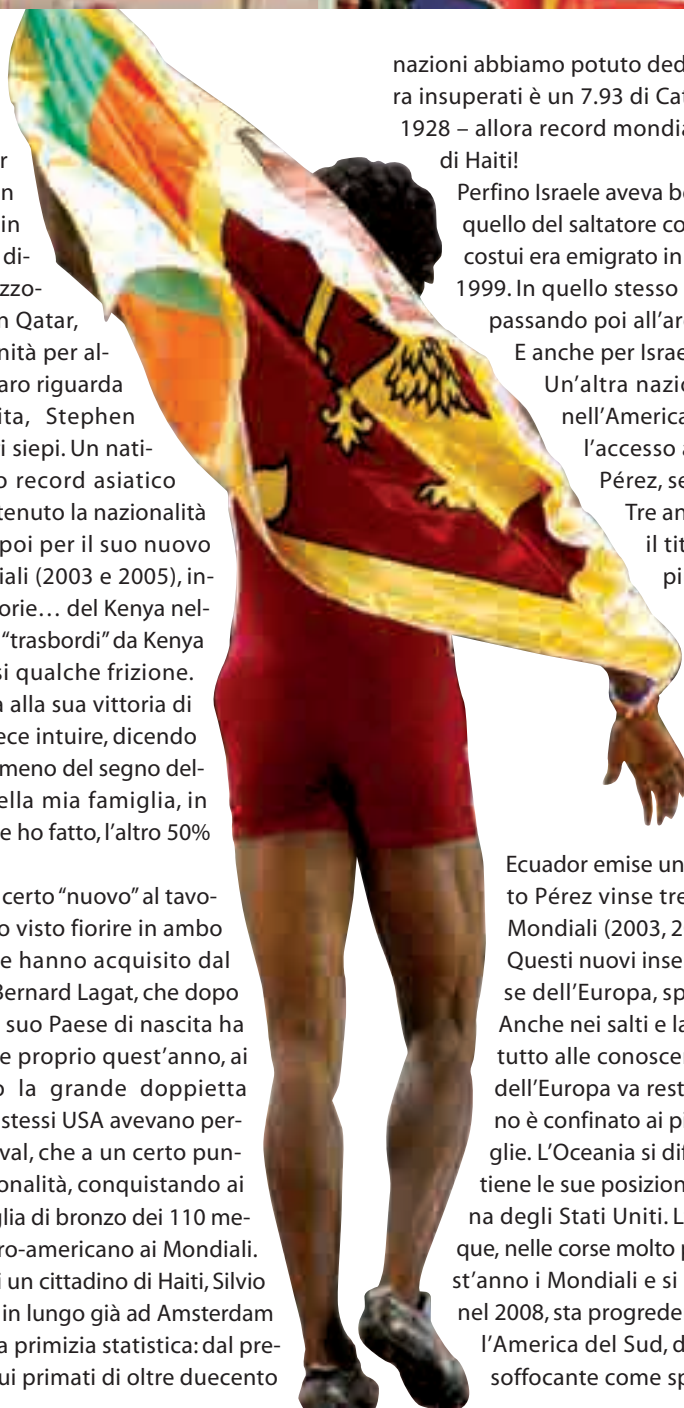 r
n
in
di-
zzo-
n Qatar,
nità per al-
aro riguarda
ita, Stephen
i siepi. Un nati-
o record asiatico
tenuto la nazionalità
poi per il suo nuovo
iali (2003 e 2005), in-
orie… del Kenya nel-
"trasbordi" da Kenya
si qualche frizione.
a alla sua vittoria di
ece intuire, dicendo
meno del segno del-
ella mia famiglia, in
e ho fatto, l'altro 50%
certo "nuovo" al tavo-
o visto fiorire in ambo
e hanno acquisito dal
Bernard Lagat, che dopo
suo Paese di nascita ha
e proprio quest'anno, ai
o la grande doppietta
stessi USA avevano per-
val, che a un certo pun-
onalità, conquistando ai
glia di bronzo dei 110 me-
ro-americano ai Mondiali.
i un cittadino di Haiti, Silvio
in lungo già ad Amsterdam
a primizia statistica: dal pre-
ui primati di oltre duecento
nazioni abbiamo potuto ded
ra insuperati è un 7.93 di Cat
1928 – allora record mondia
di Haiti!
Perfino Israele aveva be
quello del saltatore co
costui era emigrato in
1999. In quello stesso
passando poi all'ar
E anche per Israe
Un'altra nazio
nell'America
l'accesso a
Pérez, se
Tre an
il tit
pi
Ecuador emise un
to Pérez vinse tre
Mondiali (2003, 2
Questi nuovi inse
se dell'Europa, sp
Anche nei salti e la
tutto alle conoscen
dell'Europa va rest
no è confinato ai pi
glie. L'Oceania si dif
tiene le sue posizion
na degli Stati Uniti. L
que, nelle corse molto p
st'anno i Mondiali e si
nel 2008, sta progrede
l'America del Sud, d
soffocante come sp